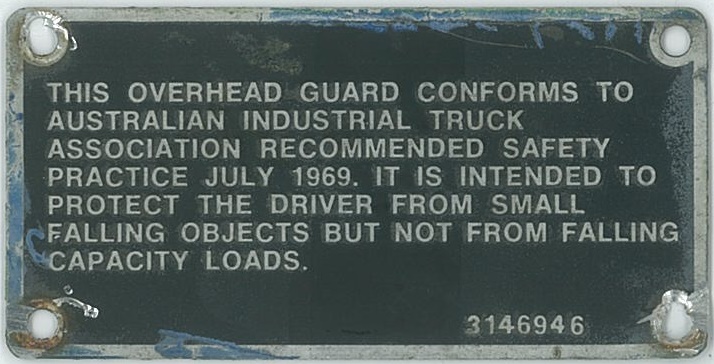 THIS OVERHEAD GUARD CONFORMS TO
AUSTRALIAN INDUSTRIAL TRUCK
ASSOCIATION RECOMMENDED SAFETY
PRACTICE JULY 1969. IT IS INTENDED TO
PROTECT THE DRIVER FROM SMALL
FALLING OBJECTS BUT NOT FROM FALLING
CAPACITY LOADS.
3146946